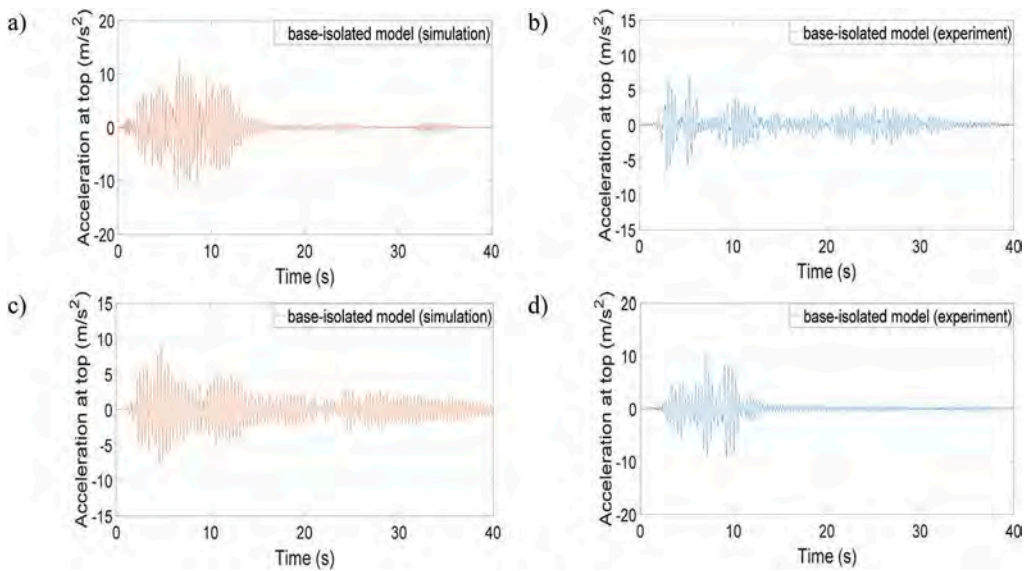 a)
base-isolated model (simulation)
Acceleration at top (m/s²)
20
10
0
-10
-20
0 10 20 30 40
Time (s)
b)
base-isolated model (experiment)
Acceleration at top (m/s²)
15
10
5
0
-5
-10
-15
0 10 20 30 40
Time (s)
c)
base-isolated model (simulation)
Acceleration at top (m/s²)
15
10
5
0
-5
-10
-15
0 10 20 30 40
Time (s)
d)
base-isolated model (experiment)
Acceleration at top (m/s²)
20
10
0
-10
-20
0 10 20 30 40
Time (s)